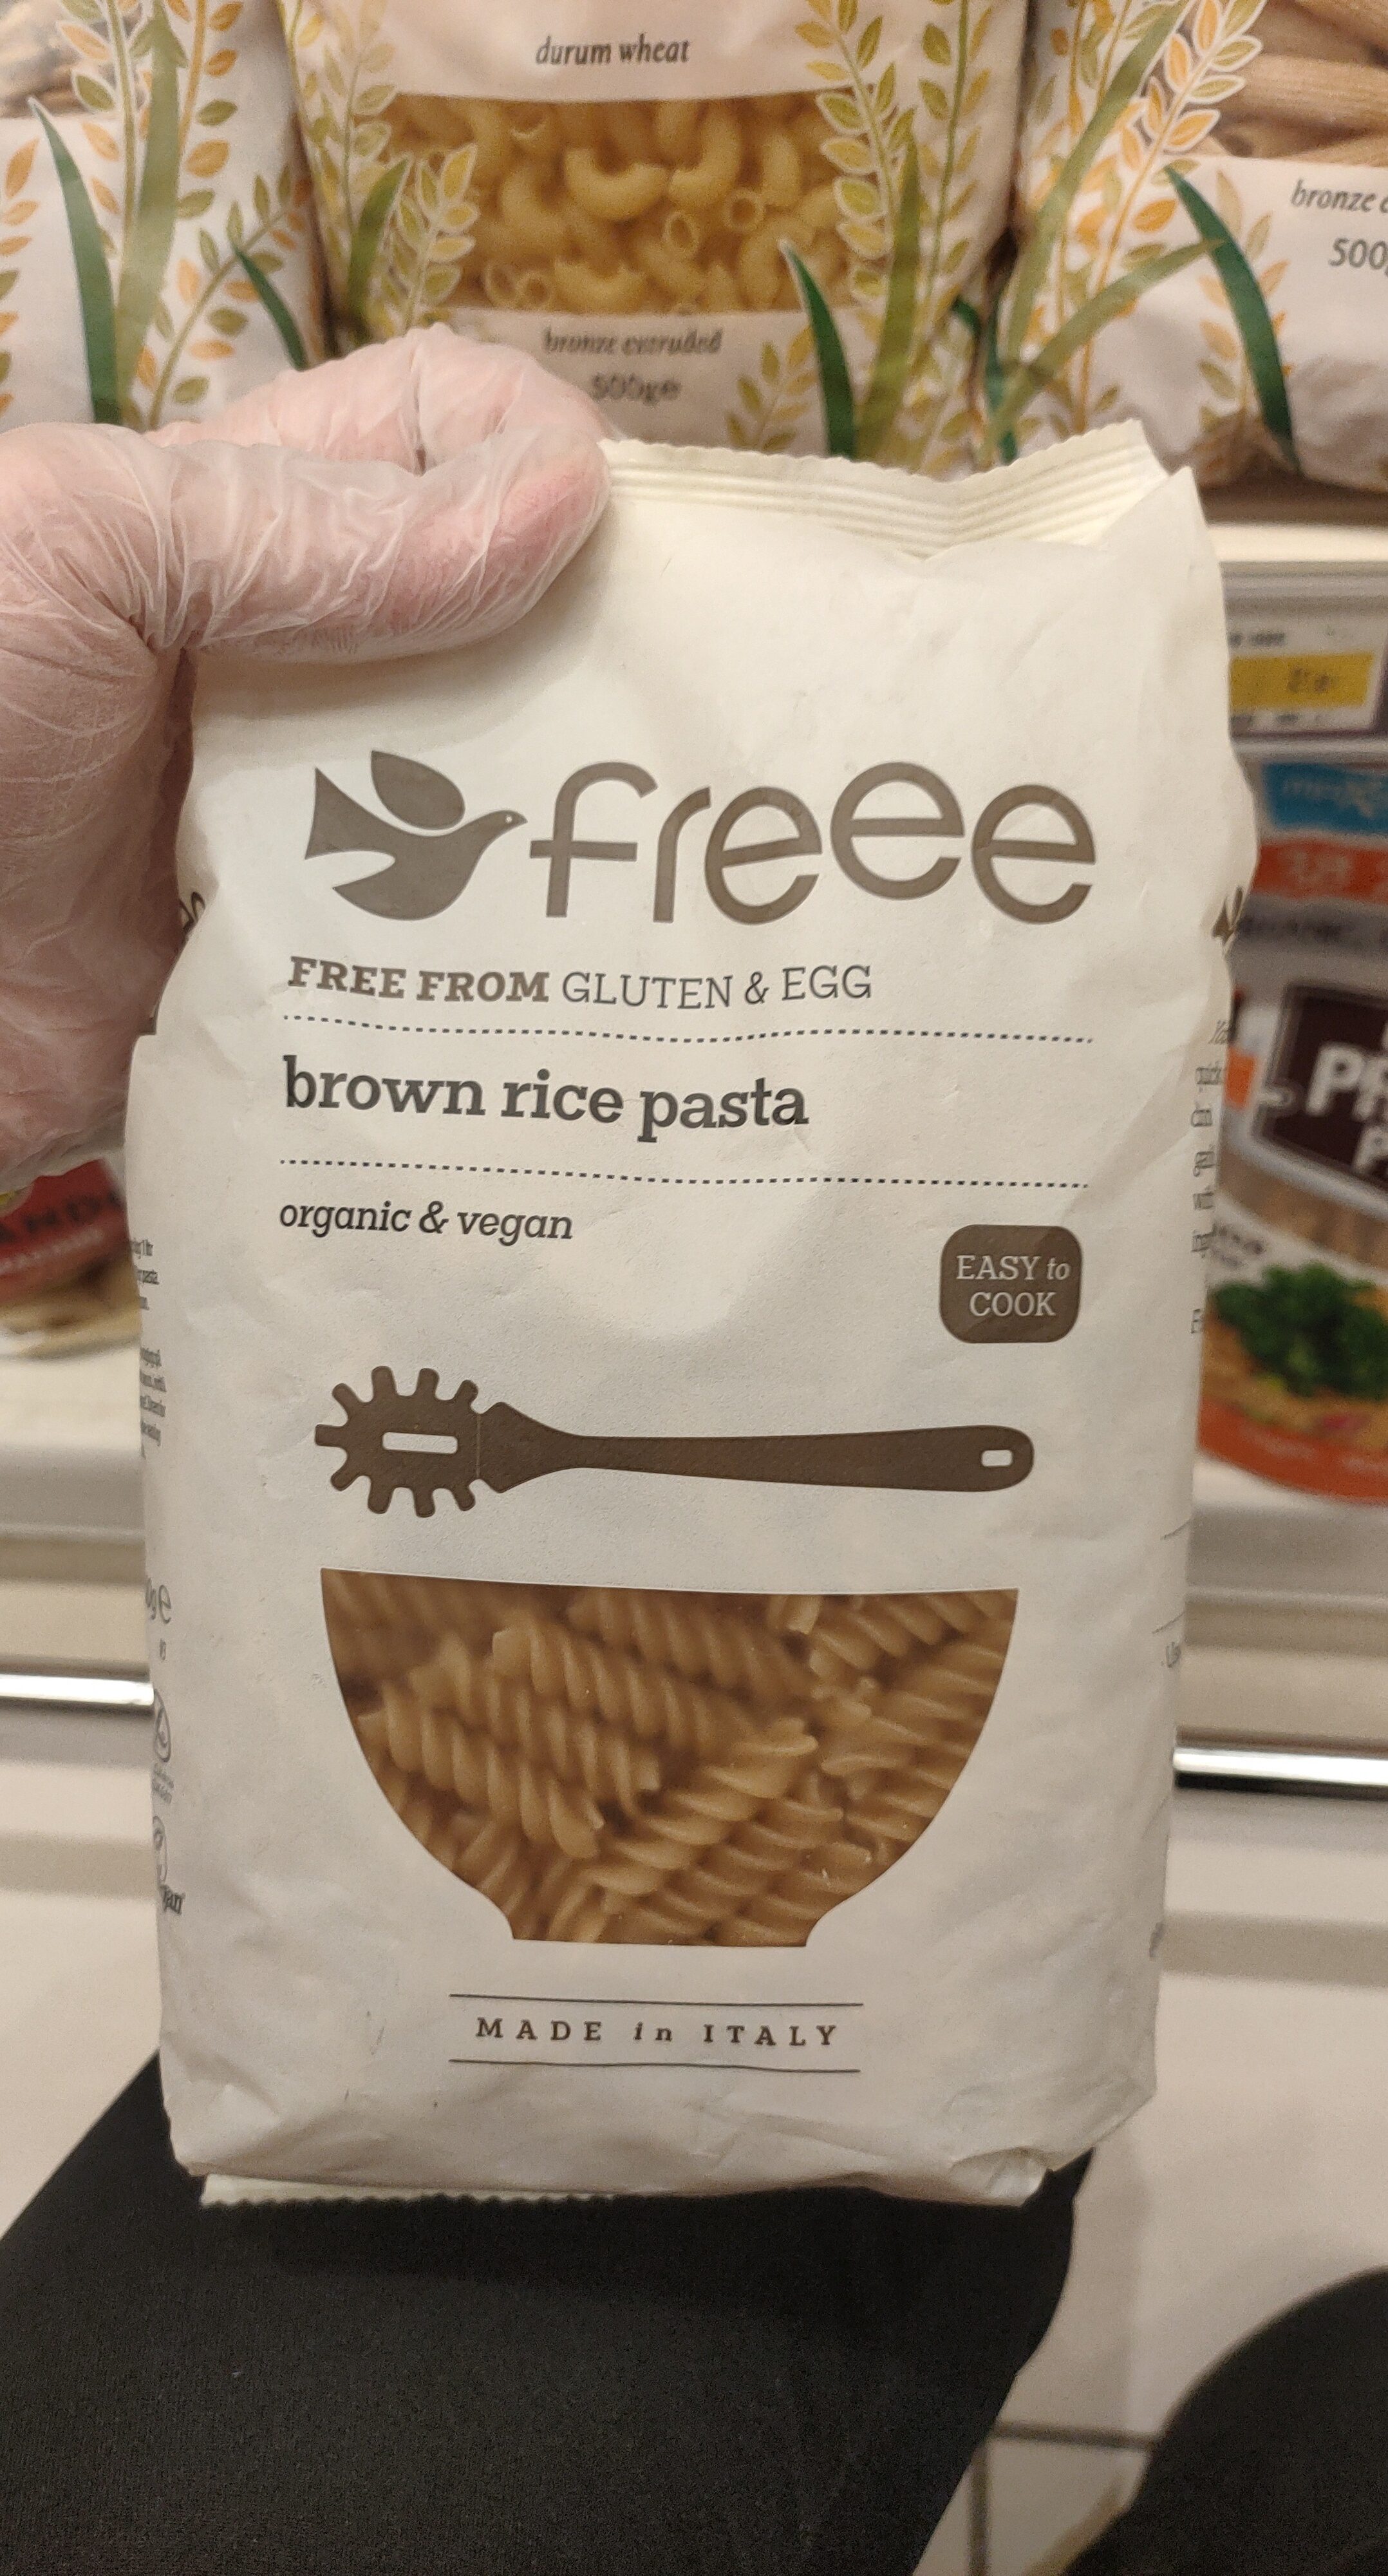 durum wheat
bronze extruded
500g℮
bronze
500
freee
FREE FROM GLUTEN & EGG
brown rice pasta
organic & vegan
EASY to
COOK
MADE in ITALY